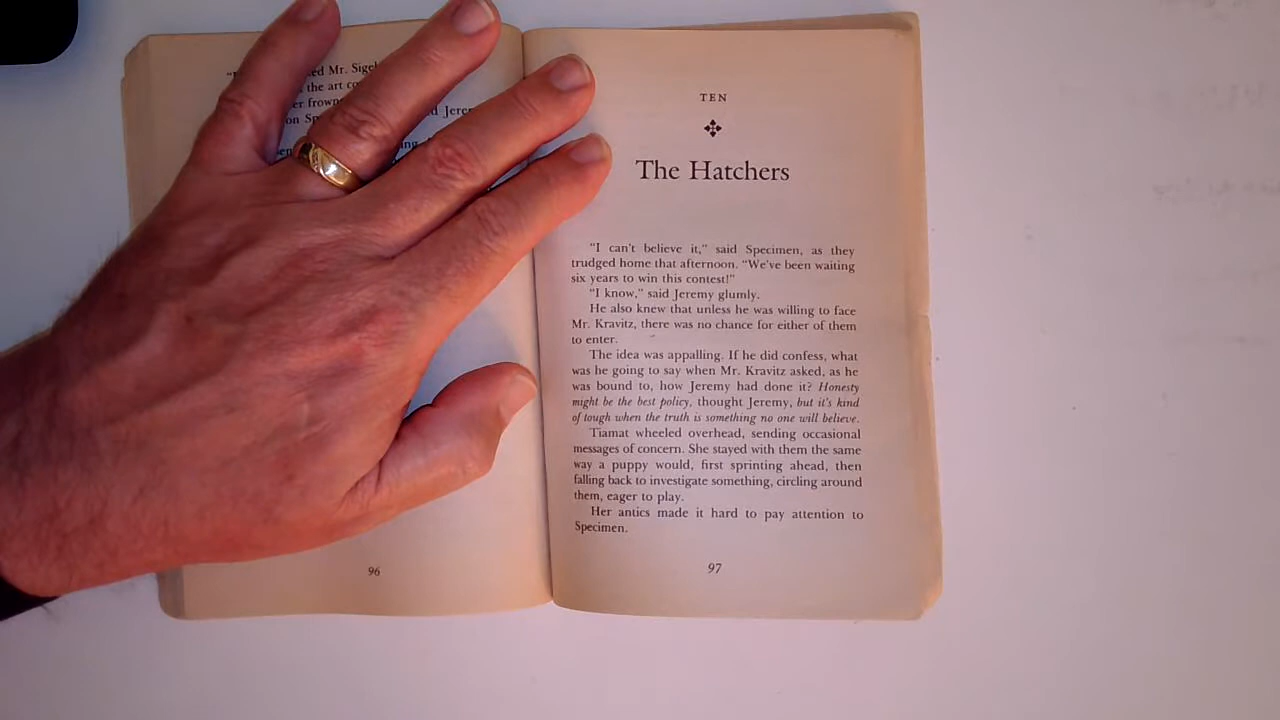 ed Mr. Sigel
the art co
er frown
on Sp d Jere
TEN
The Hatchers
“I can't believe it,” said Specimen, as they
trudged home that afternoon. “We've been waiting
six years to win this contest!”
“I know,” said Jeremy glumly.
He also knew that unless he was willing to face
Mr. Kravitz, there was no chance for either of them
to enter.
The idea was appalling. If he did confess, what
was he going to say when Mr. Kravitz asked, as he
was bound to, how Jeremy had done it? Honesty
might be the best policy, thought Jeremy, but it's kind
of tough when the truth is something no one will believe.
Tiamat wheeled overhead, sending occasional
messages of concern. She stayed with them the same
way a puppy would, first sprinting ahead, then
falling back to investigate something, circling around
them, eager to play.
Her antics made it hard to pay attention to
Specimen.
96
97